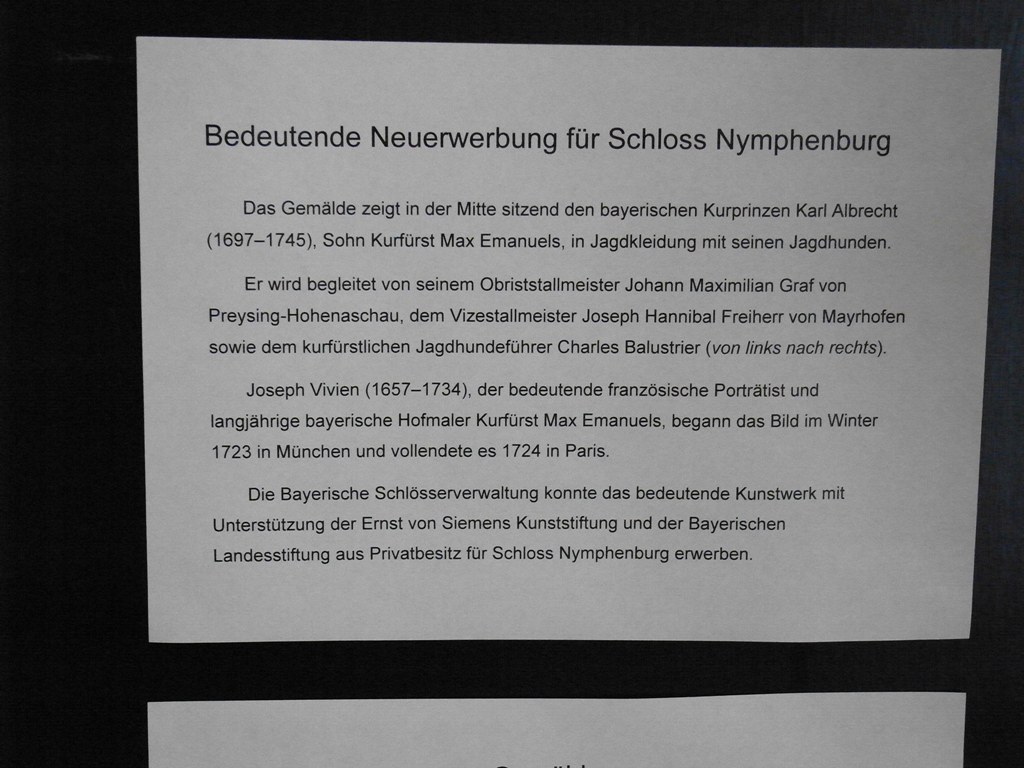 Bedeutende Neuerwerbung für Schloss Nymphenburg
Das Gemälde zeigt in der Mitte sitzend den bayerischen Kurprinzen Karl Albrecht
(1697–1745), Sohn Kurfürst Max Emanuels, in Jagdkleidung mit seinen Jagdhunden.
Er wird begleitet von seinem Obriststallmeister Johann Maximilian Graf von
Preysing-Hohenaschau, dem Vizestallmeister Joseph Hannibal Freiherr von Mayrhofen
sowie dem kurfürstlichen Jagdhundeführer Charles Balustrier (von links nach rechts).
Joseph Vivien (1657–1734), der bedeutende französische Porträtist und
langjährige bayerische Hofmaler Kurfürst Max Emanuels, begann das Bild im Winter
1723 in München und vollendete es 1724 in Paris.
Die Bayerische Schlösserverwaltung konnte das bedeutende Kunstwerk mit
Unterstützung der Ernst von Siemens Kunststiftung und der Bayerischen
Landesstiftung aus Privatbesitz für Schloss Nymphenburg erwerben.